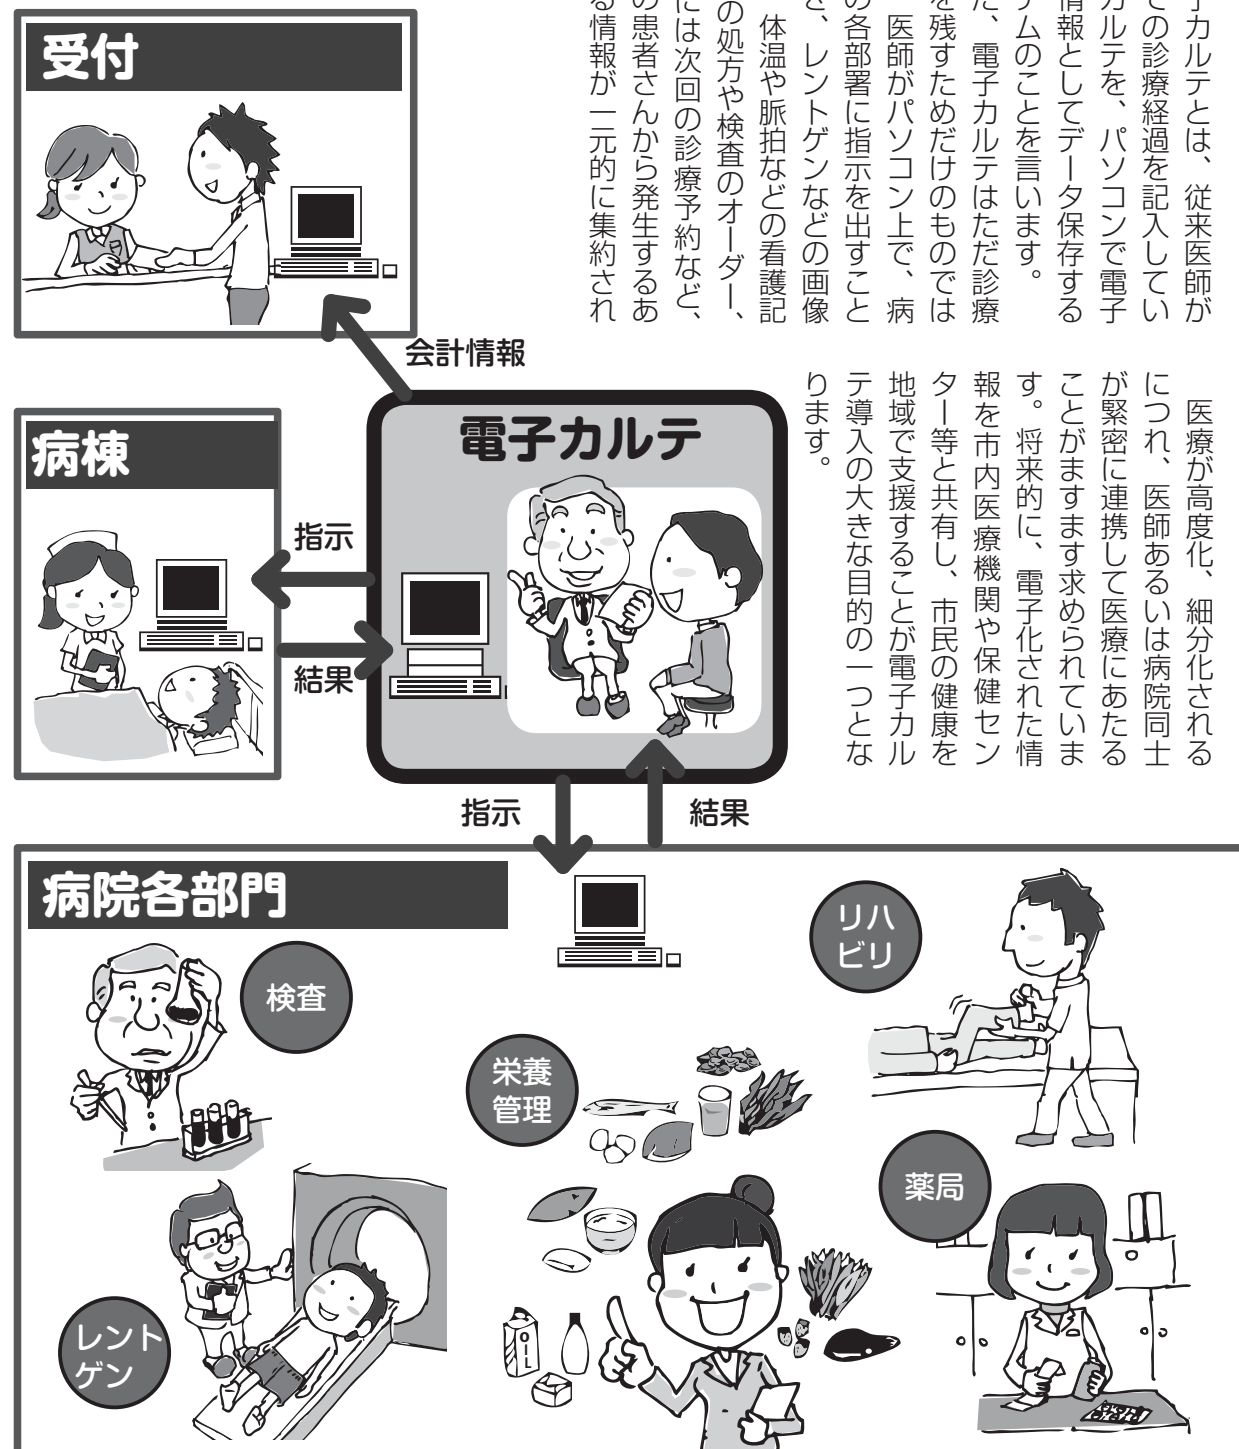 子カルテとは、従来医師が
ての診療経過を記入してい
カルテを、パソコンで電子
情報としてデータ保存する
テムのことを言います。
た、電子カルテはただ診療
を残すためだけのものでは
医師がパソコン上で、病
の各部署に指示を出すこと
き、レントゲンなどの画像
体温や脈拍などの看護記
の処方や検査のオーダー、
には次回の診療予約など、
の患者さんから発生するあ
る情報が一元的に集約され
医療が高度化、細分化される
につれ、医師あるいは病院同士
が緊密に連携して医療にあたる
ことがますます求められていま
す。将来的に、電子化された情
報を市内医療機関や保健セン
ター等と共有し、市民の健康を
地域で支援することが電子カル
テ導入の大きな目的の一つとな
ります。
受付
会計情報
電子カルテ
病棟
指示
結果
指示
結果
病院各部門
検査
リハ
ビリ
栄養
管理
薬局
レント
ゲン
OIL